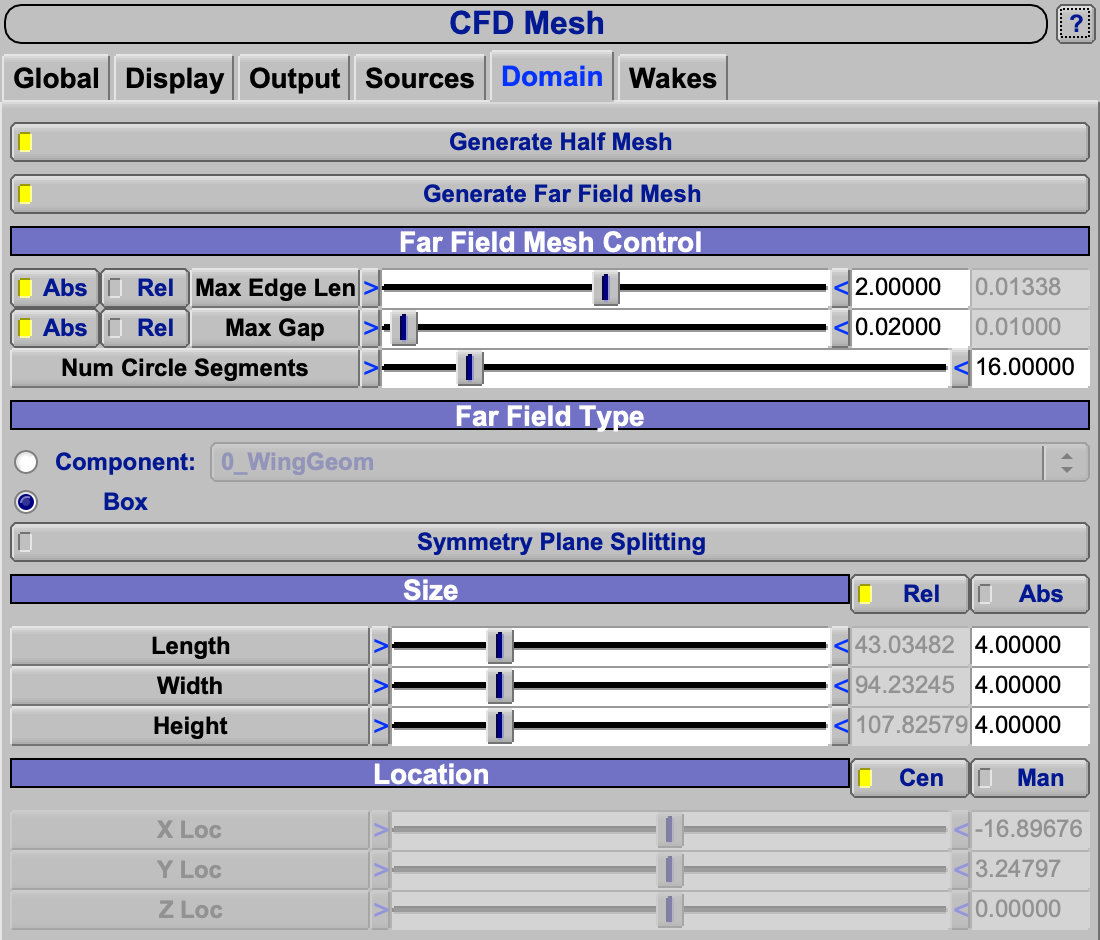 CFD Mesh ?
Global Display Output Sources Domain Wakes
Generate Half Mesh
Generate Far Field Mesh
Far Field Mesh Control
Abs Rel Max Edge Len > < 2.00000 0.01338
Abs Rel Max Gap > < 0.02000 0.01000
Num Circle Segments > < 16.00000
Far Field Type
Component: 0_WingGeom
Box
Symmetry Plane Splitting
Size Rel Abs
Length > < 43.03482 4.00000
Width > < 94.23245 4.00000
Height > < 107.82579 4.00000
Location Cen Man
X Loc > < -16.89676
Y Loc > < 3.24797
Z Loc > < 0.00000